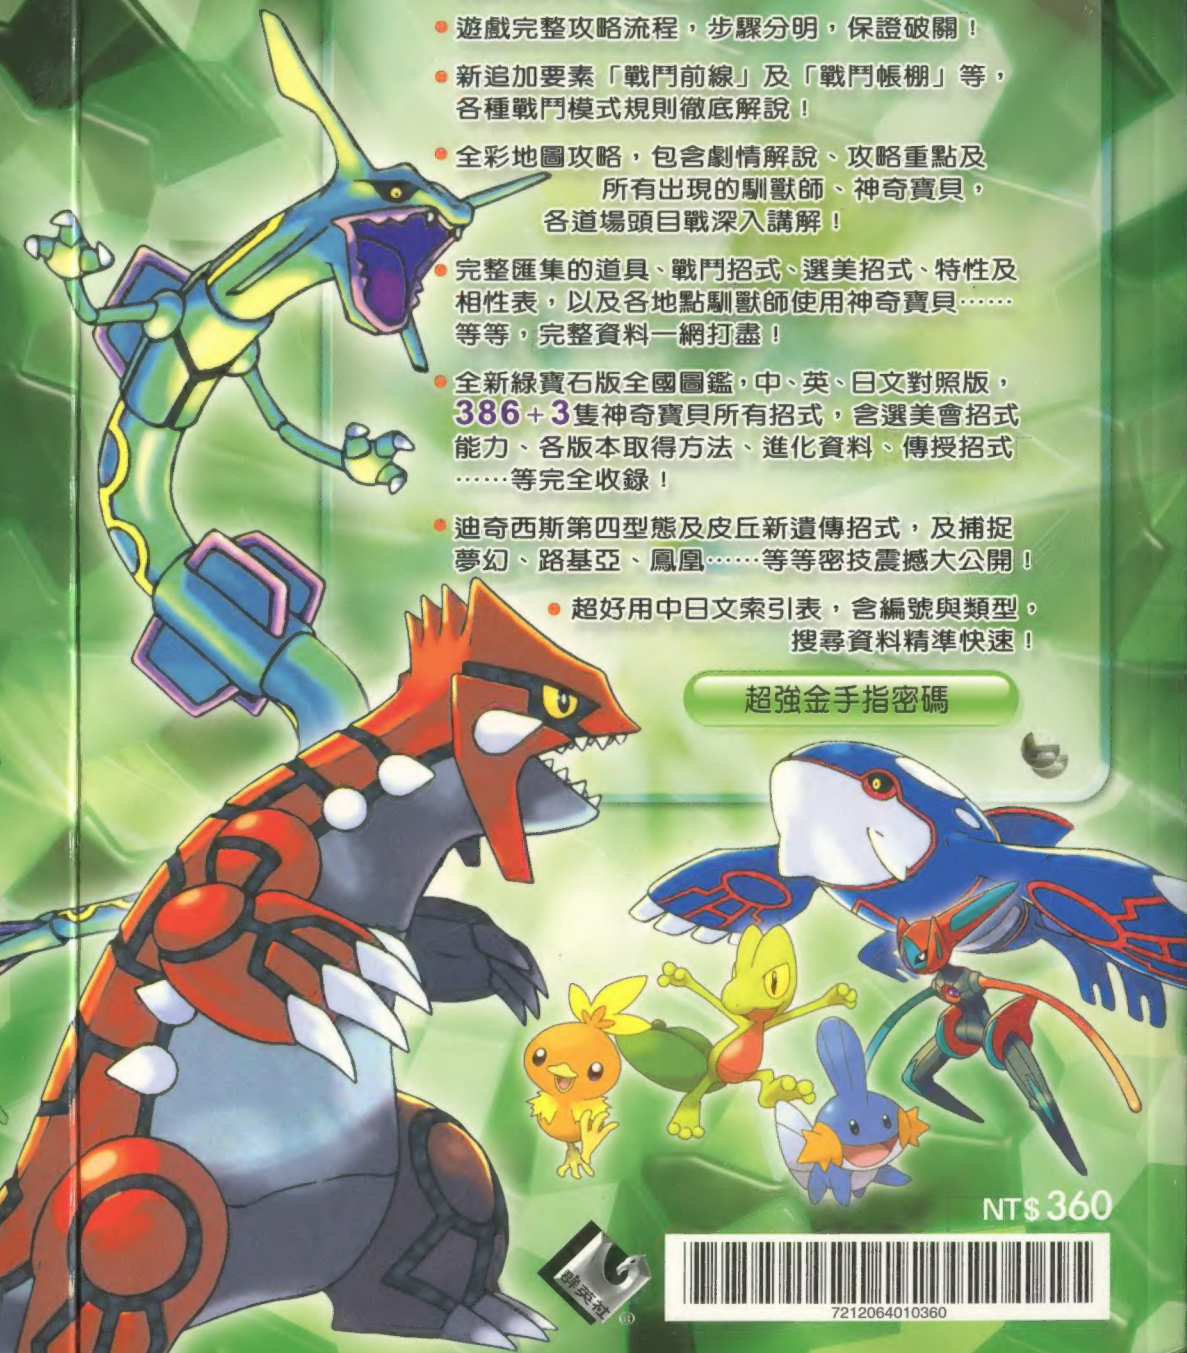 遊戲完整攻略流程，步驟分明，保證破關！
新追加要素「戰鬥前線」及「戰鬥帳棚」等，
各種戰鬥模式規則徹底解說！
全彩地圖攻略，包含劇情解說、攻略重點及
所有出現的馴獸師、神奇寶貝，
各道場頭目戰深入講解！
完整匯集的道具、戰鬥招式、選美招式、特性及
相性表，以及各地點馴獸師使用神奇寶貝……
等等，完整資料一網打盡！
全新綠寶石版全國圖鑑，中、英、日文對照版，
386+3隻神奇寶貝所有招式，含選美會招式
能力、各版本取得方法、進化資料、傳授招式
……等完全收錄！
迪奇西斯第四型態及皮丘新遺傳招式，及捕捉
夢幻、路基亞、鳳凰……等等密技震撼大公開！
超好用中日文索引表，含編號與類型，
搜尋資料精準快速！
超強金手指密碼
NT$360
群英社
7212064010360